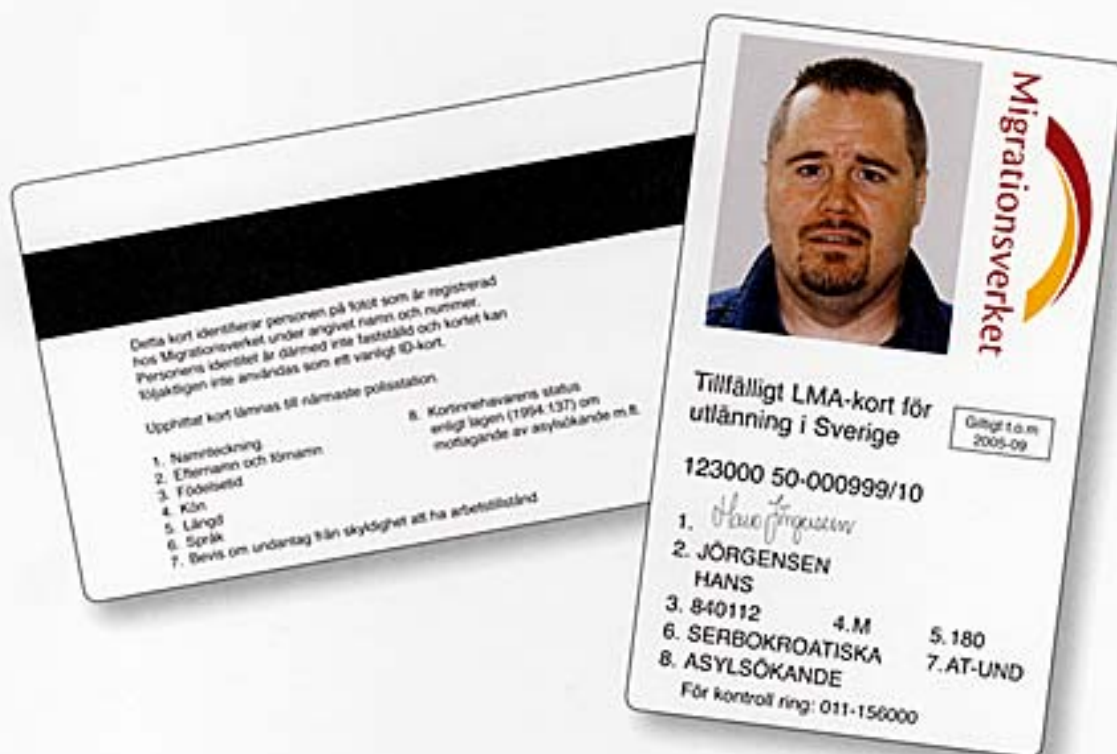 Detta kort identifierar personen på fotot som är registrerad
hos Migrationsverket under angivet namn och nummer.
Personens identitet är därmed inte fastställd och kortet kan
följaktligen inte användas som ett vanligt ID-kort.
Upphittat kort lämnas till närmaste polisstation.
1. Namnteckning
2. Efternamn och förnamn
3. Födelsetid
4. Kön
5. Längd
6. Språk
7. Bevis om undantag från skyldighet att ha arbetstillstånd
8. Kortinnehavarens status
enligt lagen (1994:137) om
mottagande av asylsökande m.fl.
Migrationsverket
Tillfälligt LMA-kort för
utlänning i Sverige
Giltigt t.o.m
2005-09
123000 50-000999/10
1. Hans Jörgensen
2. JÖRGENSEN
HANS
3. 840112 4.M 5.180
6. SERBOKROATISKA 7.AT-UND
8. ASYLSÖKANDE
För kontroll ring: 011-156000